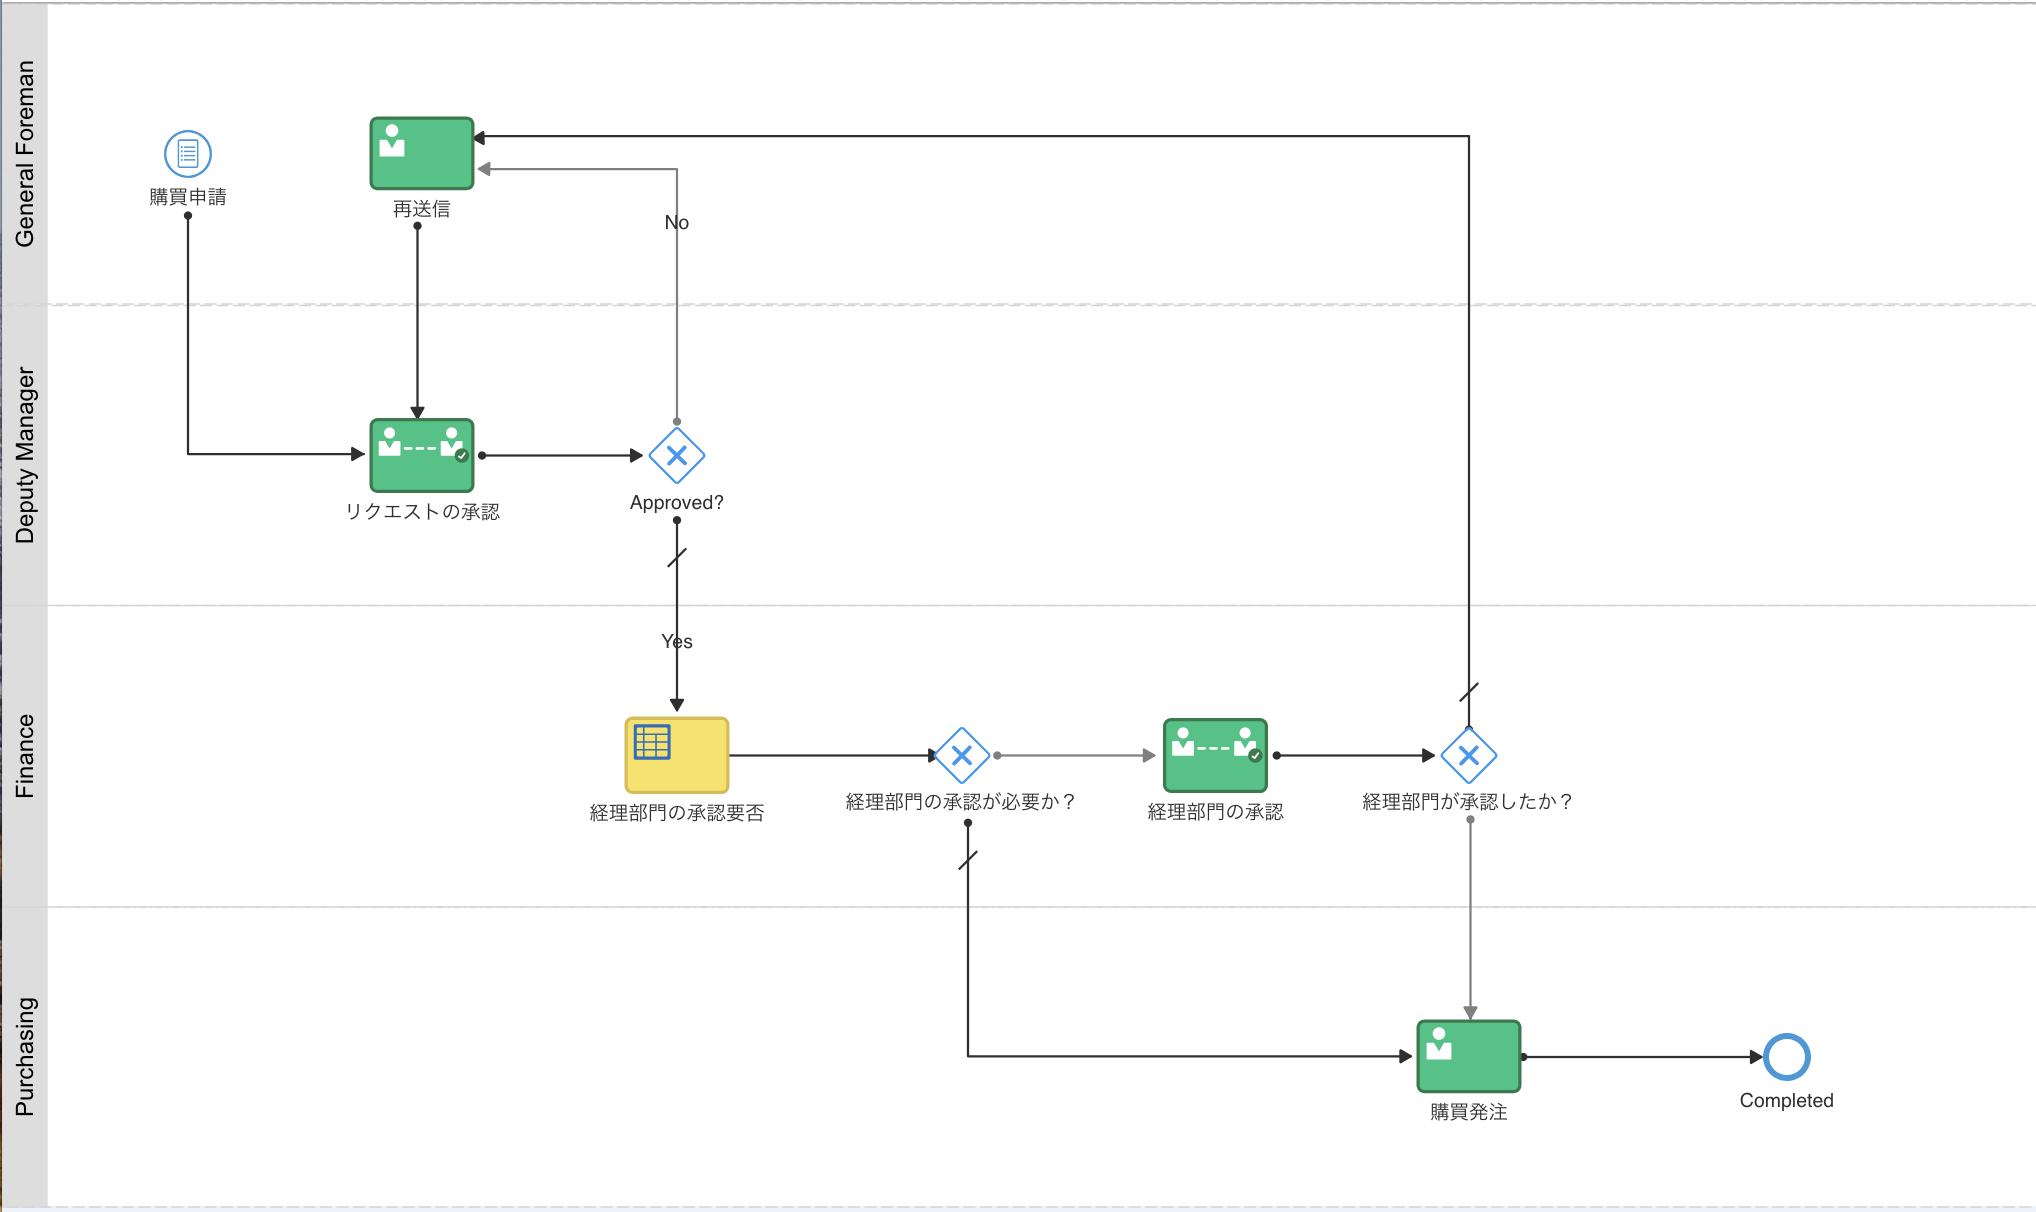 General Foreman
購買申請
再送信
No
Deputy Manager
リクエストの承認
Approved?
Yes
Finance
経理部門の承認要否
経理部門の承認が必要か？
経理部門の承認
経理部門が承認したか？
Purchasing
購買発注
Completed